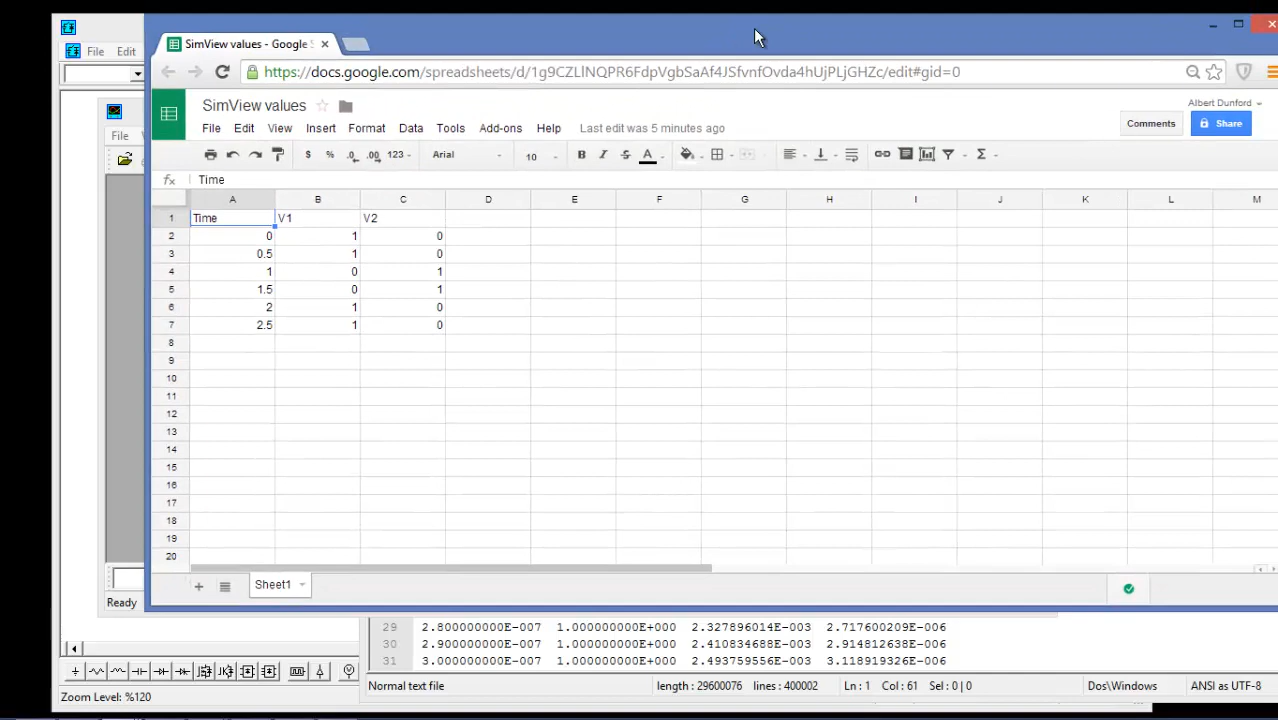 SimView values - Google S
File Edit
https://docs.google.com/spreadsheets/d/1g9CZLlNQPR6FdpVgbSaAf4JSfvnfOvda4hUjPLjGHZc/edit#gid=0
SimView values
Albert Dunford
File Edit View Insert Format Data Tools Add-ons Help Last edit was 5 minutes ago
Comments Share
File
$ % .0 .00 123 Arial 10 B I S A Σ
fx Time
A B C D E F G H I J K L M
1 Time V1 V2
2 0 1 0
3 0.5 1 0
4 1 0 1
5 1.5 0 1
6 2 1 0
7 2.5 1 0
8
9
10
11
12
13
14
15
16
17
18
19
20
Sheet1
Ready
29 2.800000000E-007 1.000000000E+000 2.327896014E-003 2.717600209E-006
30 2.900000000E-007 1.000000000E+000 2.410834688E-003 2.914812638E-006
31 3.000000000E-007 1.000000000E+000 2.493759556E-003 3.118919326E-006
Normal text file length : 29600076 lines : 400002 Ln : 1 Col : 61 Sel : 0 | 0 Dos\Windows ANSI as UTF-8
Zoom Level: %120